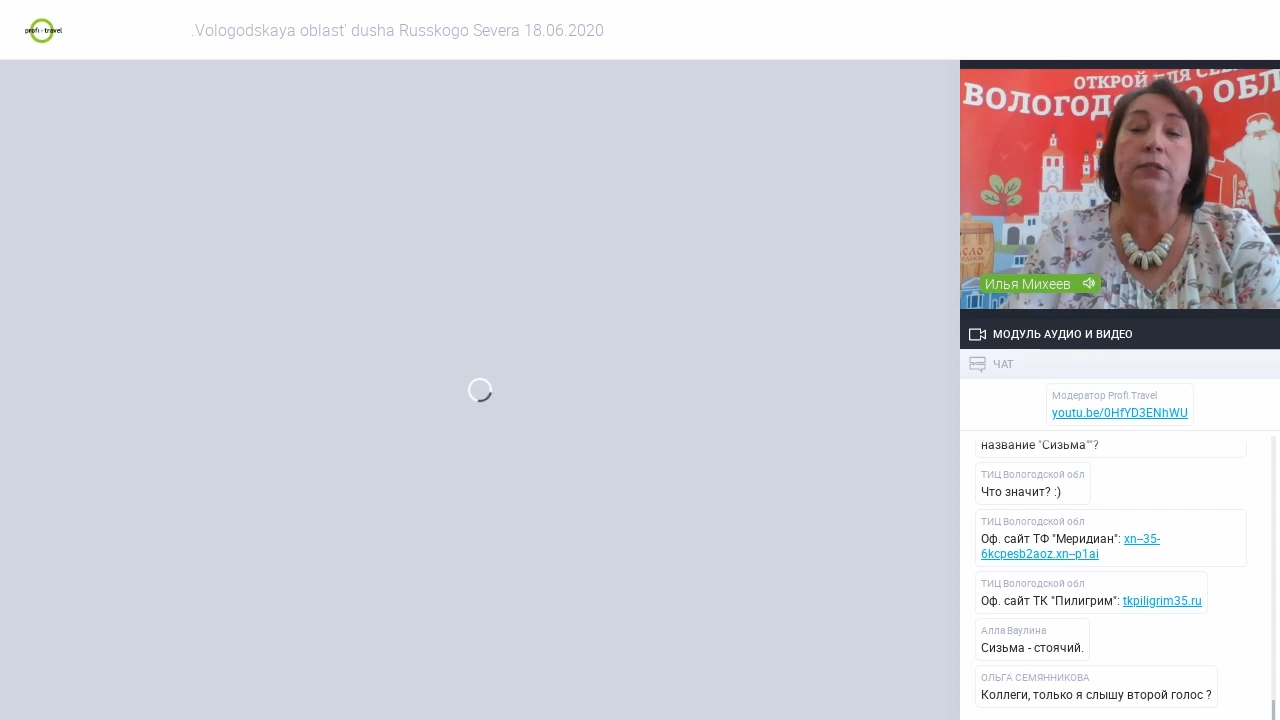 profi travel
.Vologodskaya oblast' dusha Russkogo Severa 18.06.2020
ОТКРОЙ ДЛЯ СЕБ
Илья Михеев
МОДУЛЬ АУДИО И ВИДЕО
ЧАТ
Модератор Profi.Travel
youtu.be/0HfYD3ENhWU
название "Сизьма""?
ТИЦ Вологодской обл
Что значит? :)
ТИЦ Вологодской обл
Оф. сайт ТФ "Меридиан": xn--35-
6kcpesb2aoz.xn--p1ai
ТИЦ Вологодской обл
Оф. сайт ТК "Пилигрим": tkpiligrim35.ru
Алла Ваулина
Сизьма - стоячий.
ОЛЬГА СЕМЯННИКОВА
Коллеги, только я слышу второй голос ?